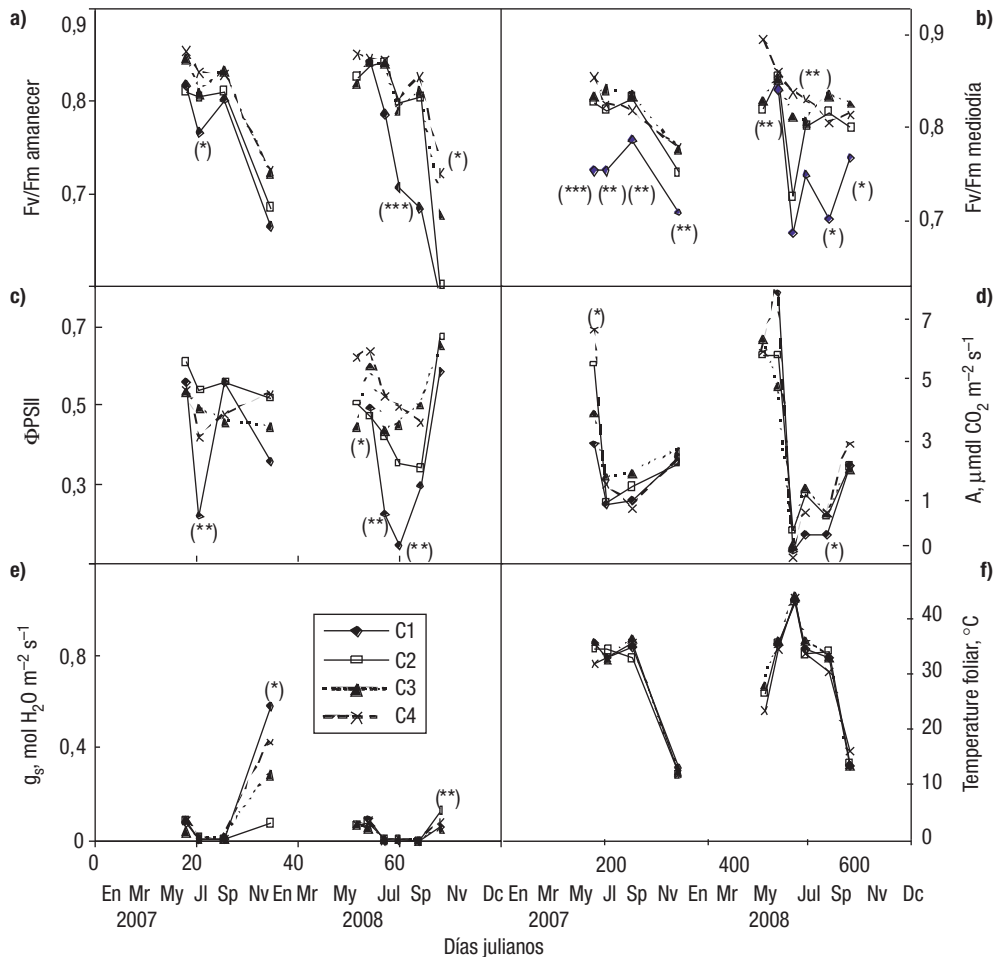 a)
0,9
0,8
0,7
Fv/Fm amanecer
(*)
(***)
(*)
b)
0,9
0,8
0,7
Fv/Fm mediodía
(***)
(**)
(**)
(**)
(**)
(**)
(*)
(*)
c)
0,7
0,5
0,3
ΦPSII
(**)
(*)
(**)
(**)
d)
7
5
3
1
0
A, µmdl CO2 m–2 s–1
(*)
(*)
e)
0,8
0,4
0
gs, mol H2O m–2 s–1
(*)
(**)
C1
C2
C3
C4
f)
40
30
20
10
0
Temperature foliar, °C
0 20 40 60 200 400 600
En Mr My Jl Sp Nv En Mr My Jul Sp Nv Dc En Mr My Jl Sp Nv En Mr My Jul Sp Nv Dc
2007 2008 2007 2008
Días julianos